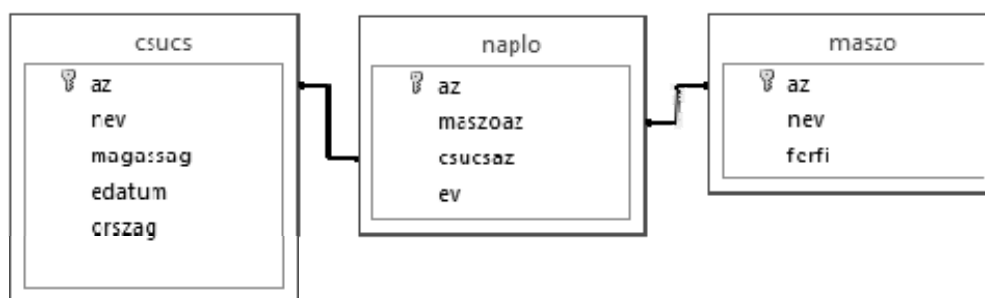 csucs
az
nev
magassag
edatum
orszag
naplo
az
maszoaz
csucsaz
ev
maszo
az
nev
ferfi